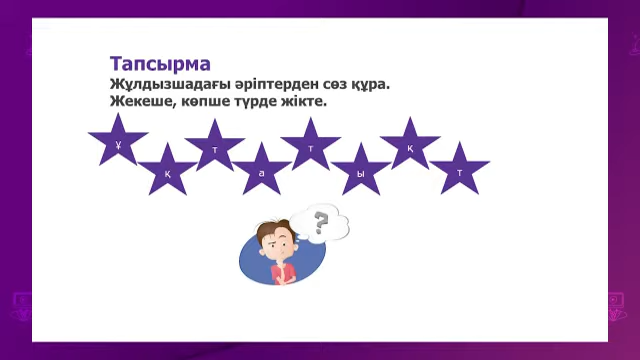 Тапсырма
Жұлдызшадағы әріптерден сөз құра.
Жекеше, көпше түрде жікте.
ұ қ т а т ы қ т
?